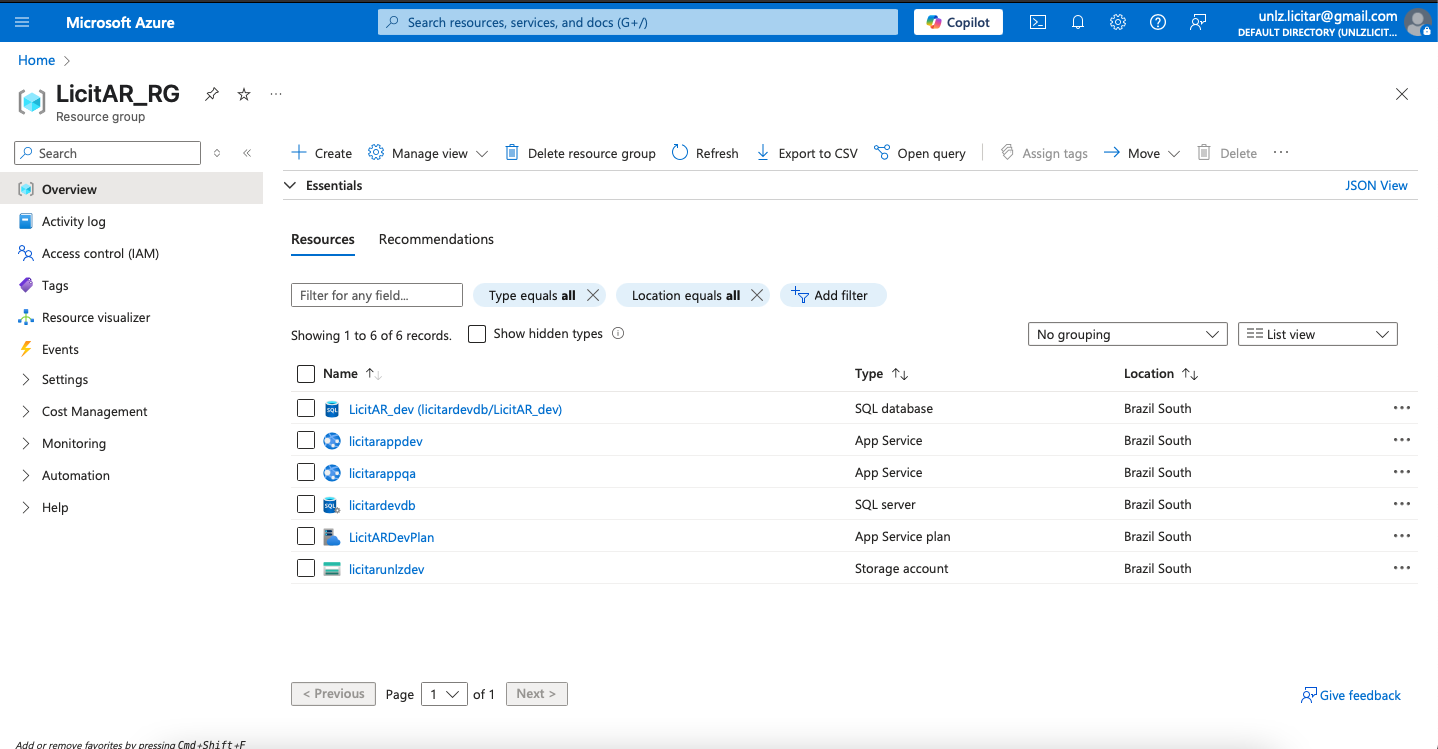 Microsoft Azure
Search resources, services, and docs (G+/)
Copilot
unlz.licitar@gmail.com
DEFAULT DIRECTORY (UNLZLICIT...
Home
LicitAR_RG
Resource group
Search
Create
Manage view
Delete resource group
Refresh
Export to CSV
Open query
Assign tags
Move
Delete
Overview
Activity log
Access control (IAM)
Tags
Resource visualizer
Events
Settings
Cost Management
Monitoring
Automation
Help
Essentials
JSON View
Resources Recommendations
Filter for any field... Type equals all Location equals all Add filter
Showing 1 to 6 of 6 records. Show hidden types No grouping List view
Name Type Location
SQL LicitAR_dev (licitardevdb/LicitAR_dev) SQL database Brazil South
licitarappdev App Service Brazil South
licitarappqa App Service Brazil South
SQL licitardevdb SQL server Brazil South
LicitARDevPlan App Service plan Brazil South
licitarunlzdev Storage account Brazil South
< Previous Page 1 of 1 Next > Give feedback
Add or remove favorites by pressing Cmd+Shift+F